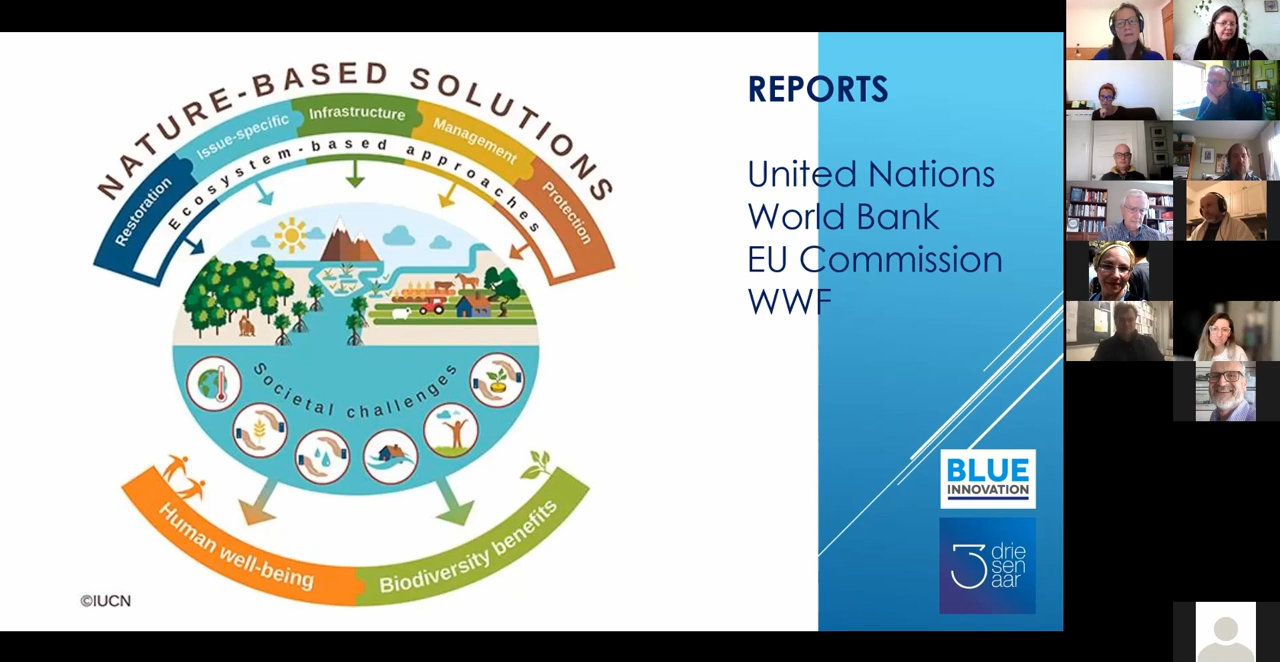 NATURE-BASED SOLUTIONS
Restoration
Issue-specific
Infrastructure
Management
Protection
Ecosystem-based approaches
Societal challenges
Human well-being
Biodiversity benefits
©IUCN
REPORTS
United Nations
World Bank
EU Commission
WWF
BLUE
INNOVATION
3
drie
sen
aar